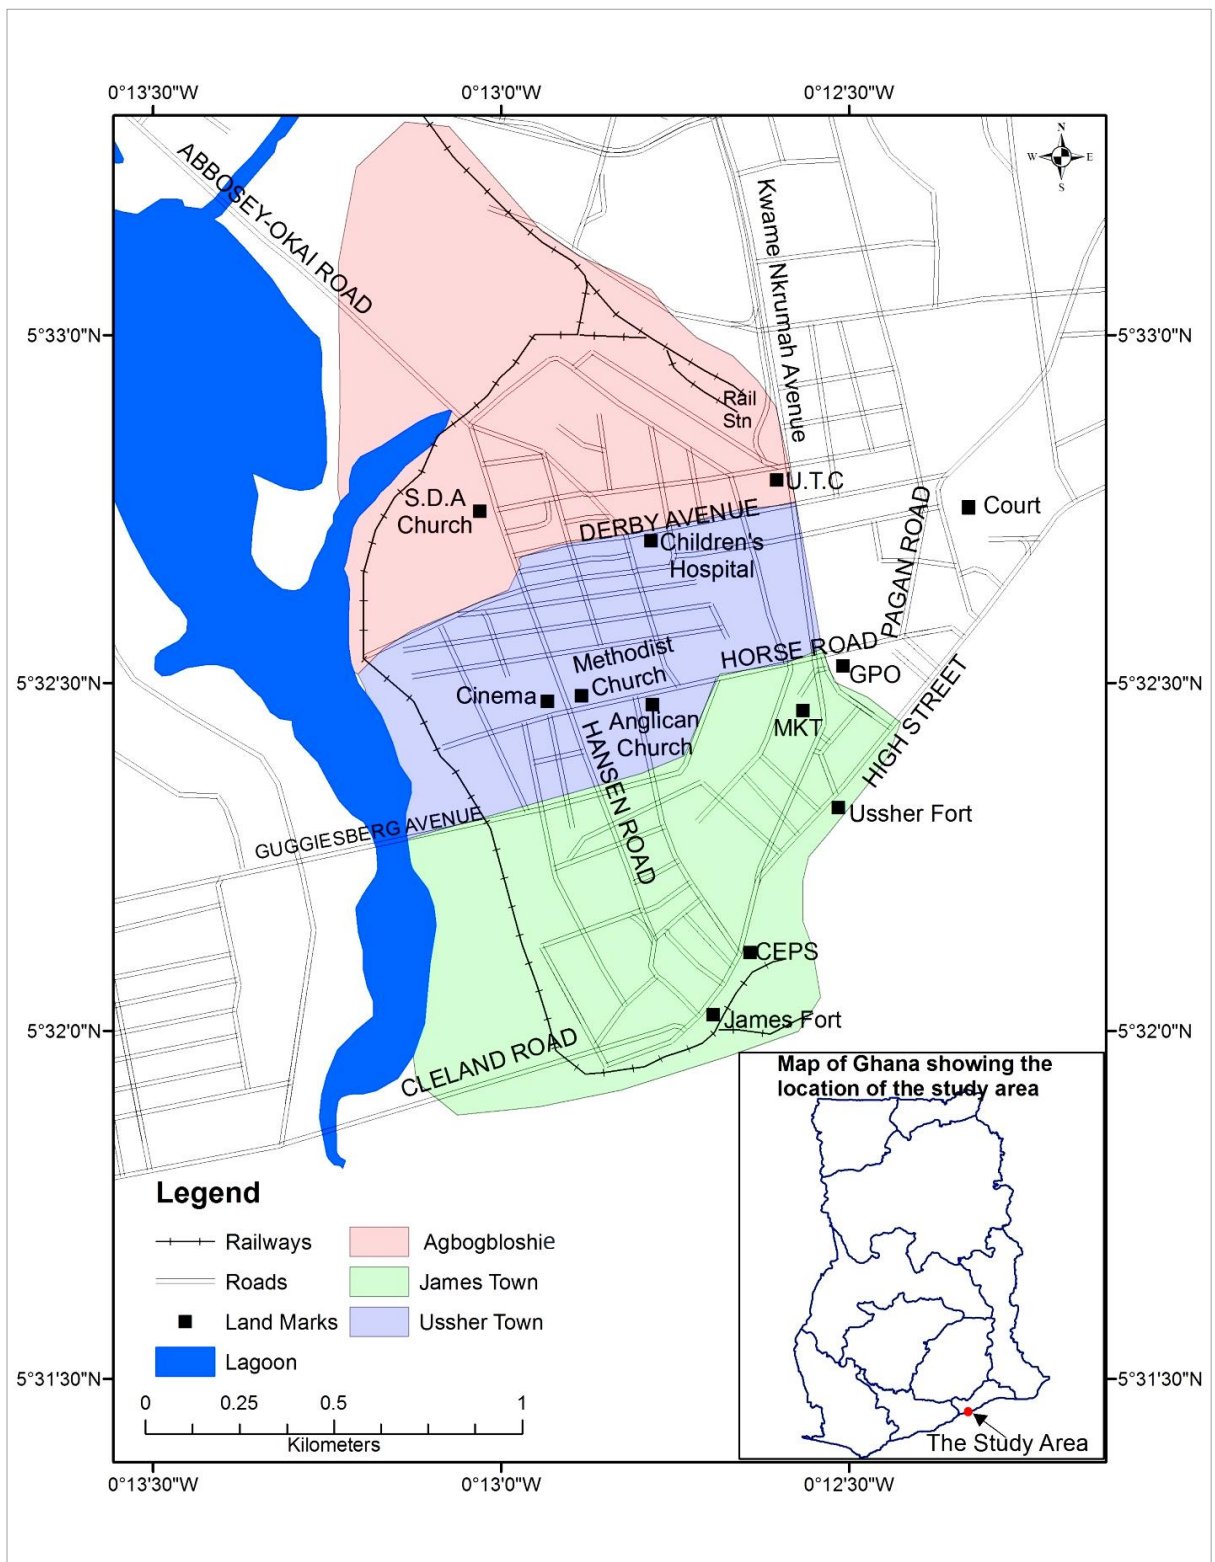 0°13'30"W
0°13'0"W
0°12'30"W
N
W
E
S
ABBOSEY-OKAI ROAD
Kwame Nkrumah Avenue
5°33'0"N
5°33'0"N
Rail
Stn
U.T.C
S.D.A
Church
DERBY AVENUE
Court
Children's
Hospital
PAGAN ROAD
HORSE ROAD
Methodist
Church
GPO
5°32'30"N
5°32'30"N
Cinema
Anglican
Church
MKT
HIGH STREET
HANSEN ROAD
Ussher Fort
GUGGIESBERG AVENUE
CEPS
James Fort
5°32'0"N
5°32'0"N
CLELAND ROAD
Map of Ghana showing the
location of the study area
Legend
Railways
Agbogbloshie
Roads
James Town
Land Marks
Ussher Town
Lagoon
5°31'30"N
5°31'30"N
0
0.25
0.5
1
Kilometers
The Study Area
0°13'30"W
0°13'0"W
0°12'30"W